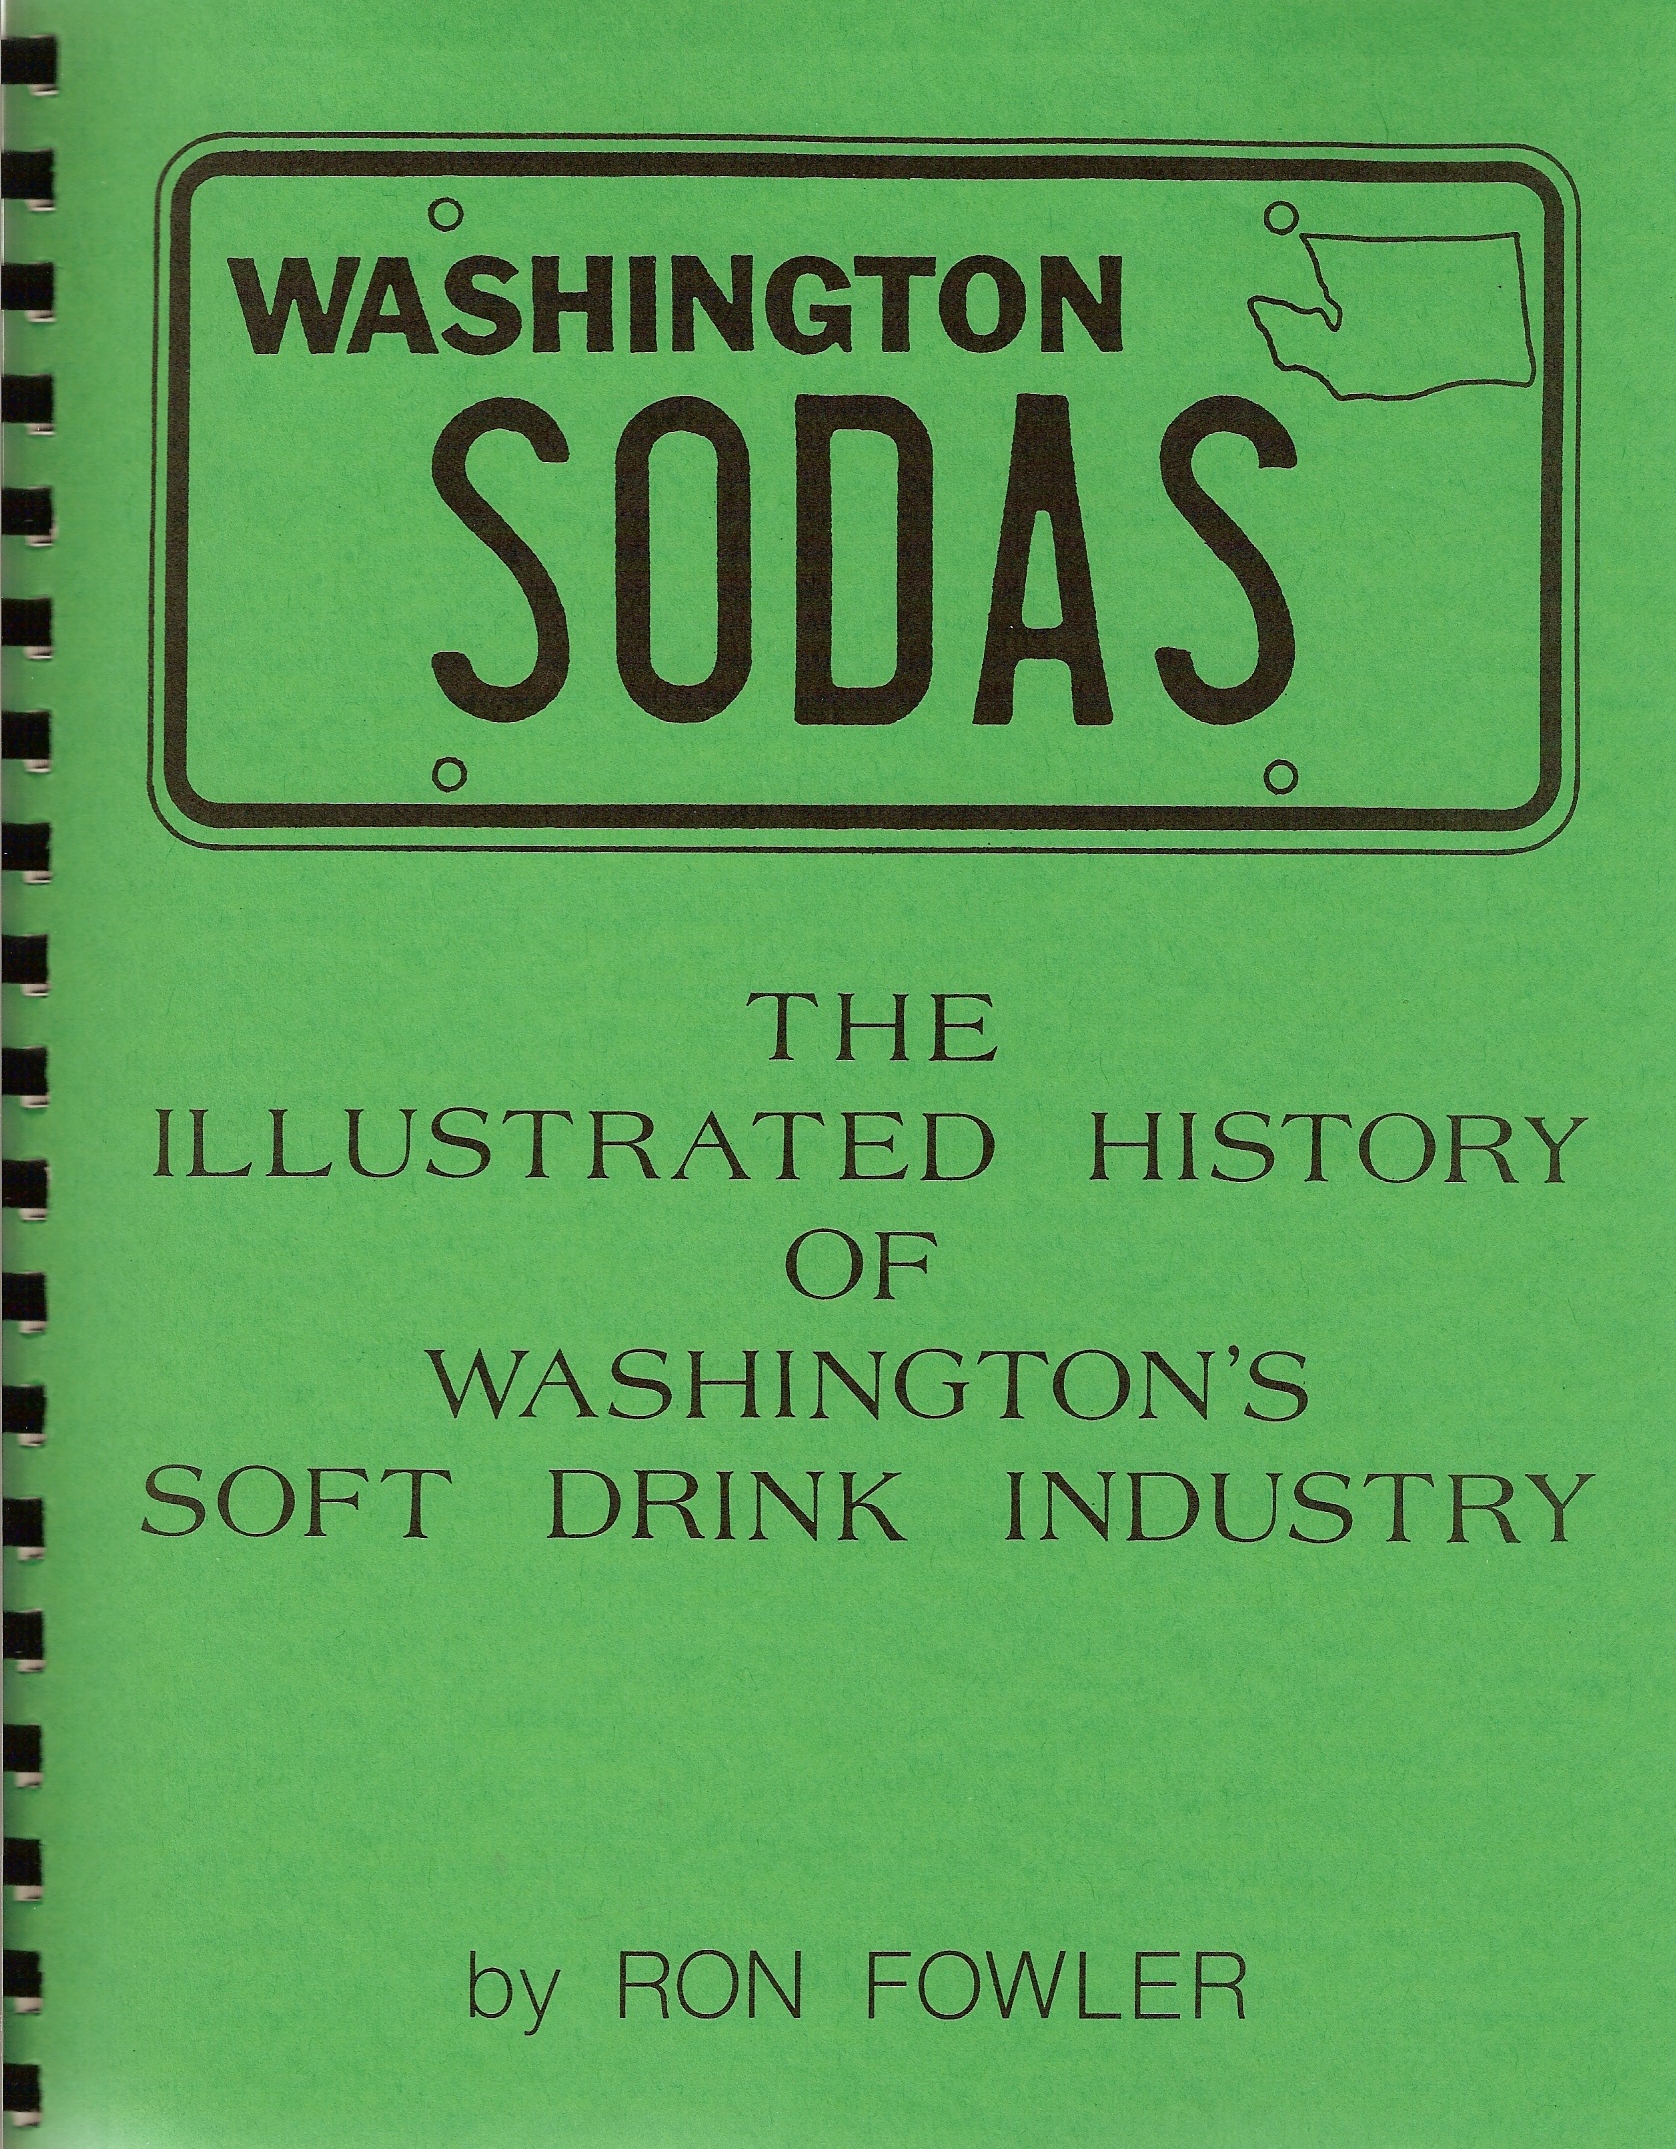 WASHINGTON
SODAS
THE
ILLUSTRATED HISTORY
OF
WASHINGTON'S
SOFT DRINK INDUSTRY
by RON FOWLER